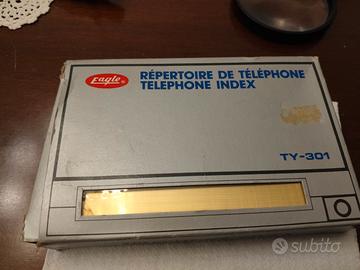 Eagle
RÉPERTOIRE DE TÉLÉPHONE
TELEPHONE INDEX
TY-301
subito